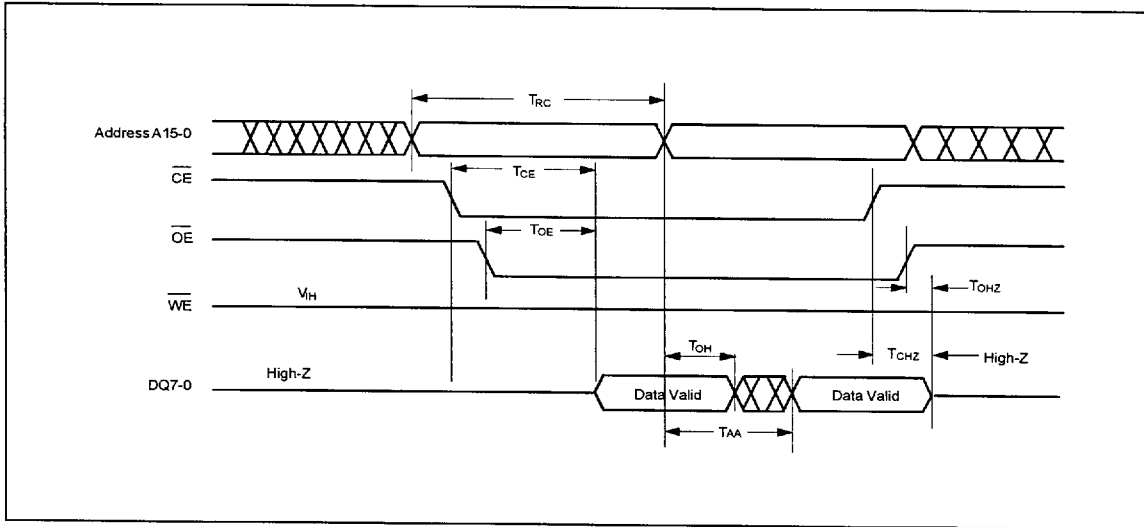 TRC
Address A15-0
TCE
CE
TOE
OE
TOHZ
VIH
WE
TOH
TCHZ
High-Z
High-Z
DQ7-0
Data Valid
Data Valid
TAA